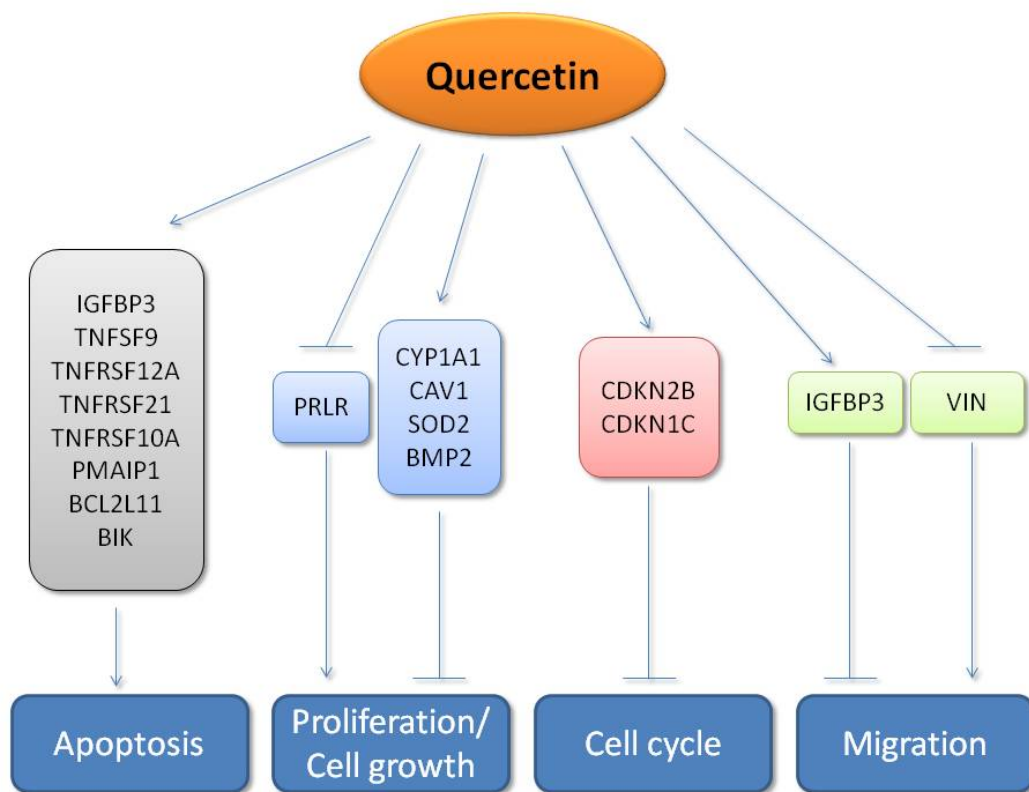 Quercetin
IGFBP3
TNFSF9
TNFRSF12A
TNFRSF21
TNFRSF10A
PMAIP1
BCL2L11
BIK
PRLR
CYP1A1
CAV1
SOD2
BMP2
CDKN2B
CDKN1C
IGFBP3
VIN
Apoptosis
Proliferation/
Cell growth
Cell cycle
Migration